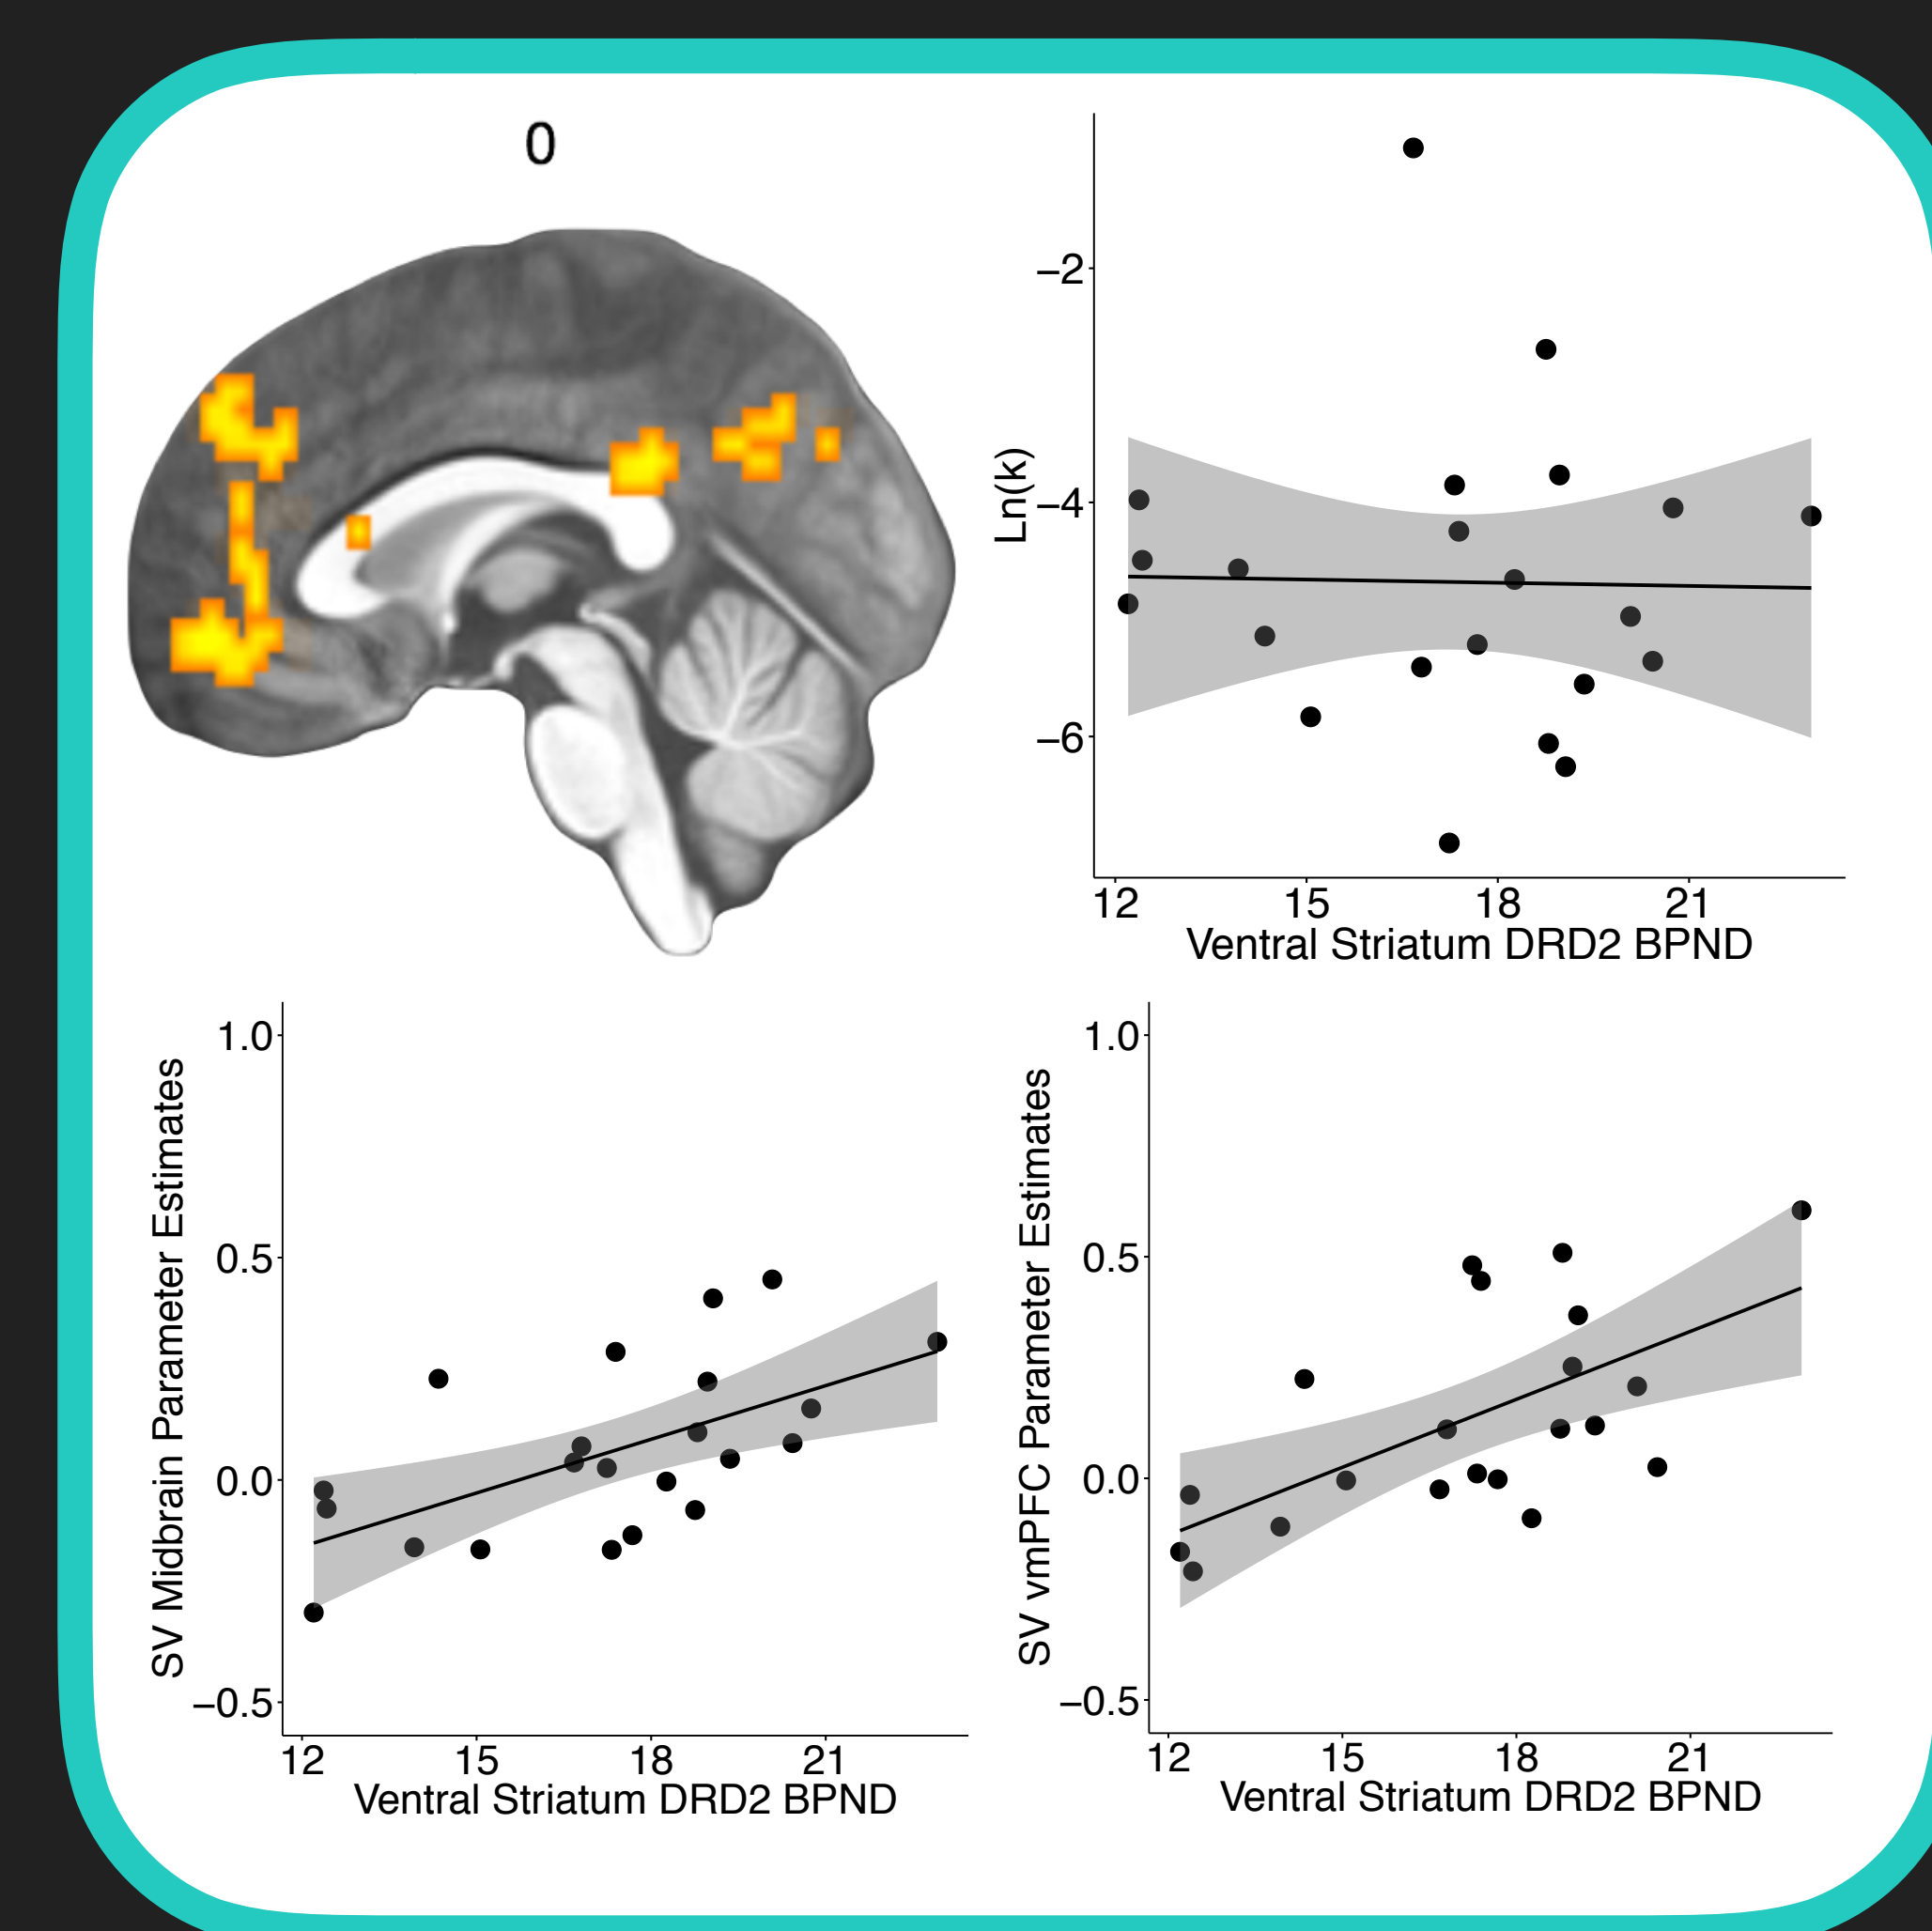 0
Ln(k)
−2
−4
−6
12 15 18 21
Ventral Striatum DRD2 BPND
SV Midbrain Parameter Estimates
1.0
0.5
0.0
−0.5
12 15 18 21
Ventral Striatum DRD2 BPND
SV vmPFC Parameter Estimates
1.0
0.5
0.0
−0.5
12 15 18 21
Ventral Striatum DRD2 BPND